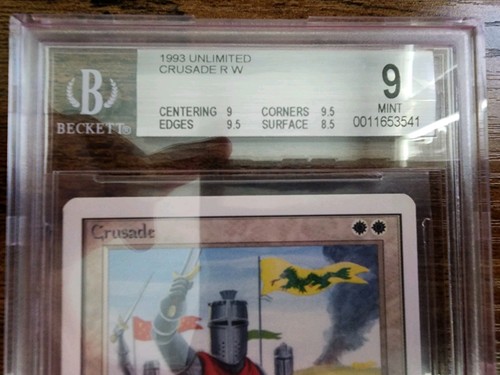 1993 UNLIMITED
CRUSADE R W
9
MINT
0011653541
CENTERING 9 CORNERS 9.5
EDGES 9.5 SURFACE 8.5
B
BECKETT®
Crusade